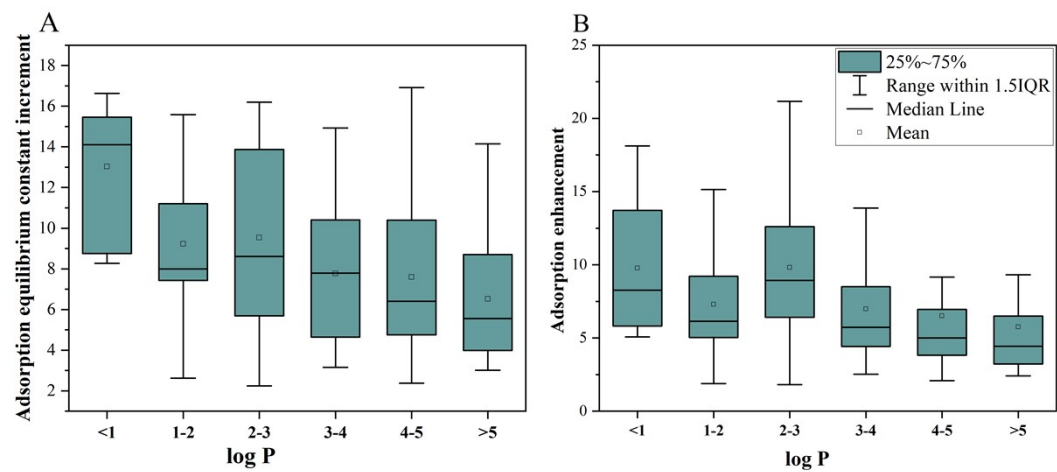 A
Adsorption equilibrium constant increment
18
16
14
12
10
8
6
4
2
<1 1-2 2-3 3-4 4-5 >5
log P
B
Adsorption enhancement
25
20
15
10
5
0
25%~75%
Range within 1.5IQR
Median Line
Mean
<1 1-2 2-3 3-4 4-5 >5
log P